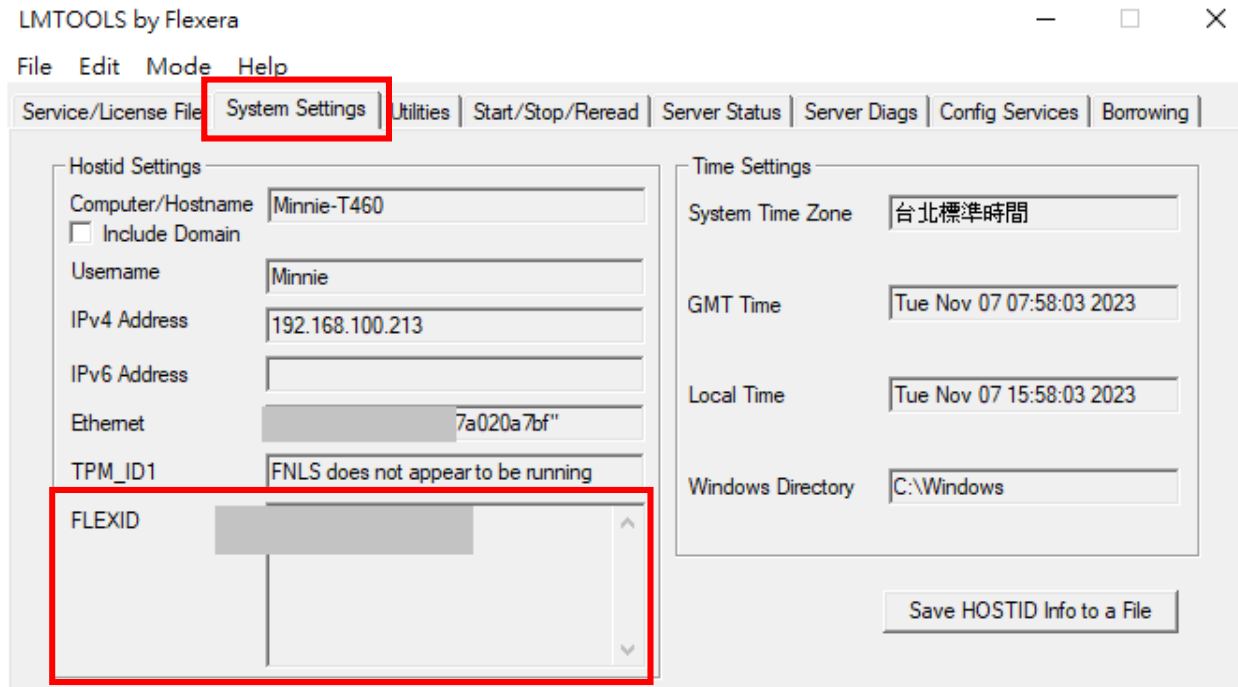 LMTOOLS by Flexera
File Edit Mode Help
Service/License File System Settings Utilities Start/Stop/Reread Server Status Server Diags Config Services Borrowing
Hostid Settings
Computer/Hostname Minnie-T460
Include Domain
Username Minnie
IPv4 Address 192.168.100.213
IPv6 Address
Ethernet 7a020a7bf"
TPM_ID1 FNLS does not appear to be running
FLEXID
Time Settings
System Time Zone 台北標準時間
GMT Time Tue Nov 07 07:58:03 2023
Local Time Tue Nov 07 15:58:03 2023
Windows Directory C:\Windows
Save HOSTID Info to a File